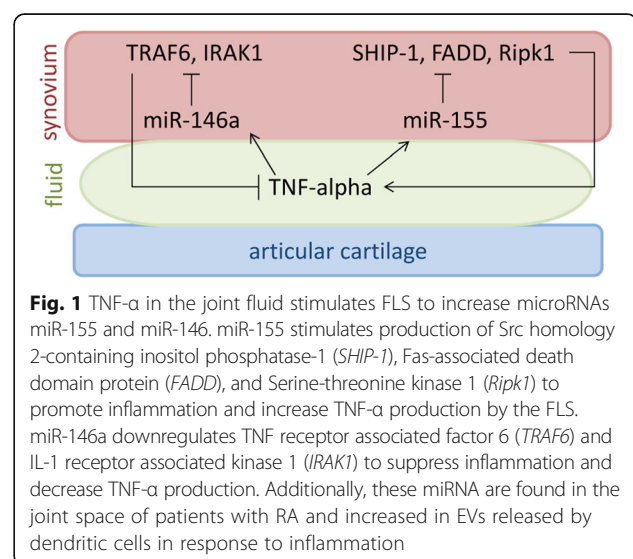 synovium
TRAF6, IRAK1
SHIP-1, FADD, Ripk1
miR-146a
miR-155
fluid
TNF-alpha
articular cartilage
Fig. 1 TNF-α in the joint fluid stimulates FLS to increase microRNAs
miR-155 and miR-146. miR-155 stimulates production of Src homology
2-containing inositol phosphatase-1 (SHIP-1), Fas-associated death
domain protein (FADD), and Serine-threonine kinase 1 (Ripk1) to
promote inflammation and increase TNF-α production by the FLS.
miR-146a downregulates TNF receptor associated factor 6 (TRAF6) and
IL-1 receptor associated kinase 1 (IRAK1) to suppress inflammation and
decrease TNF-α production. Additionally, these miRNA are found in the
joint space of patients with RA and increased in EVs released by
dendritic cells in response to inflammation